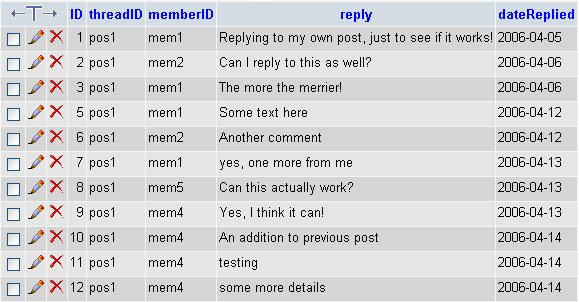 ID threadID memberID reply dateReplied
1 pos1 mem1 Replying to my own post, just to see if it works! 2006-04-05
2 pos1 mem2 Can I reply to this as well? 2006-04-06
3 pos1 mem1 The more the merrier! 2006-04-06
5 pos1 mem1 Some text here 2006-04-12
6 pos1 mem2 Another comment 2006-04-12
7 pos1 mem1 yes, one more from me 2006-04-13
8 pos1 mem5 Can this actually work? 2006-04-13
9 pos1 mem4 Yes, I think it can! 2006-04-13
10 pos1 mem4 An addition to previous post 2006-04-14
11 pos1 mem4 testing 2006-04-14
12 pos1 mem4 some more details 2006-04-14